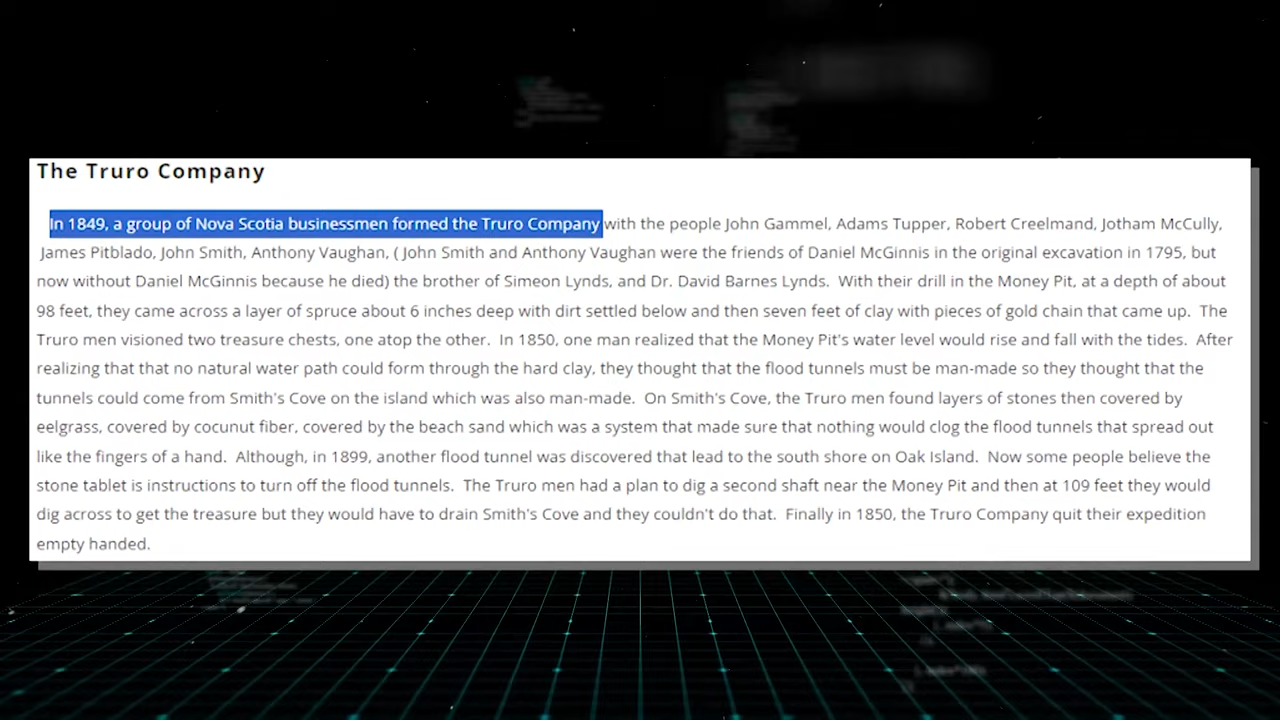 The Truro Company
In 1849, a group of Nova Scotia businessmen formed the Truro Company with the people John Gammel, Adams Tupper, Robert Creelmand, Jotham McCully,
James Pitblado, John Smith, Anthony Vaughan, ( John Smith and Anthony Vaughan were the friends of Daniel McGinnis in the original excavation in 1795, but
now without Daniel McGinnis because he died) the brother of Simeon Lynds, and Dr. David Barnes Lynds.  With their drill in the Money Pit, at a depth of about
98 feet, they came across a layer of spruce about 6 inches deep with dirt settled below and then seven feet of clay with pieces of gold chain that came up.  The
Truro men visioned two treasure chests, one atop the other.  In 1850, one man realized that the Money Pit's water level would rise and fall with the tides.  After
realizing that that no natural water path could form through the hard clay, they thought that the flood tunnels must be man-made so they thought that the
tunnels could come from Smith's Cove on the island which was also man-made.  On Smith's Cove, the Truro men found layers of stones then covered by
eelgrass, covered by cocunut fiber, covered by the beach sand which was a system that made sure that nothing would clog the flood tunnels that spread out
like the fingers of a hand.  Although, in 1899, another flood tunnel was discovered that lead to the south shore on Oak Island.  Now some people believe the
stone tablet is instructions to turn off the flood tunnels.  The Truro men had a plan to dig a second shaft near the Money Pit and then at 109 feet they would
dig across to get the treasure but they would have to drain Smith's Cove and they couldn't do that.  Finally in 1850, the Truro Company quit their expedition
empty handed.